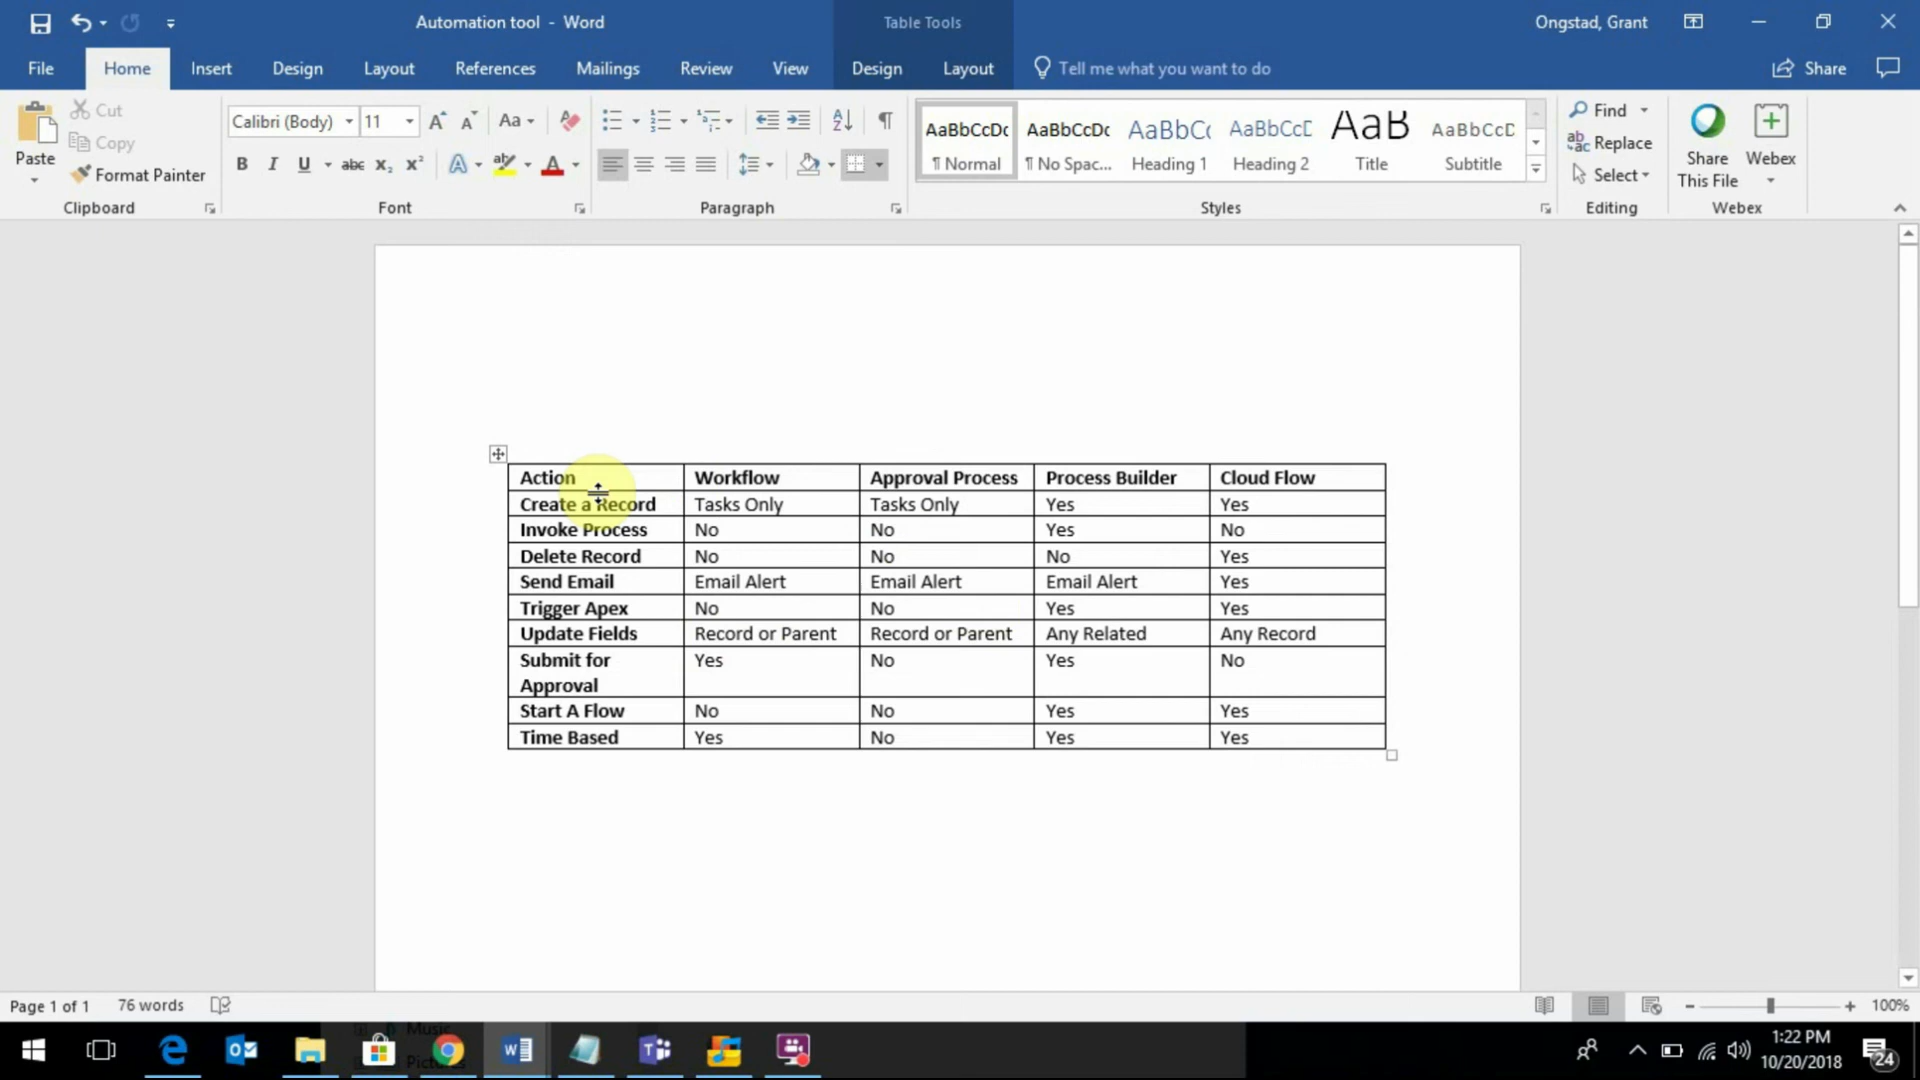 Automation tool - Word
Table Tools
Ongstad, Grant
File Home Insert Design Layout References Mailings Review View Design Layout Tell me what you want to do Share
Paste
Cut
Copy
Format Painter
Clipboard
Calibri (Body) 11 Aa
B I U abc X₂ X² A A
Font
Paragraph
AaBbCcDc
¶ Normal
AaBbCcDc
¶ No Spac...
AaBbCc
Heading 1
AaBbCcD
Heading 2
AaB
Title
AaBbCcD
Subtitle
Styles
Find
Replace
Select
Editing
Share
This File
Webex
Webex
Action Workflow Approval Process Process Builder Cloud Flow
Create a Record Tasks Only Tasks Only Yes Yes
Invoke Process No No Yes No
Delete Record No No No Yes
Send Email Email Alert Email Alert Email Alert Yes
Trigger Apex No No Yes Yes
Update Fields Record or Parent Record or Parent Any Related Any Record
Submit for Yes No Yes No
Approval
Start A Flow No No Yes Yes
Time Based Yes No Yes Yes
Page 1 of 1 76 words 100%
Music
1:22 PM
10/20/2018
24